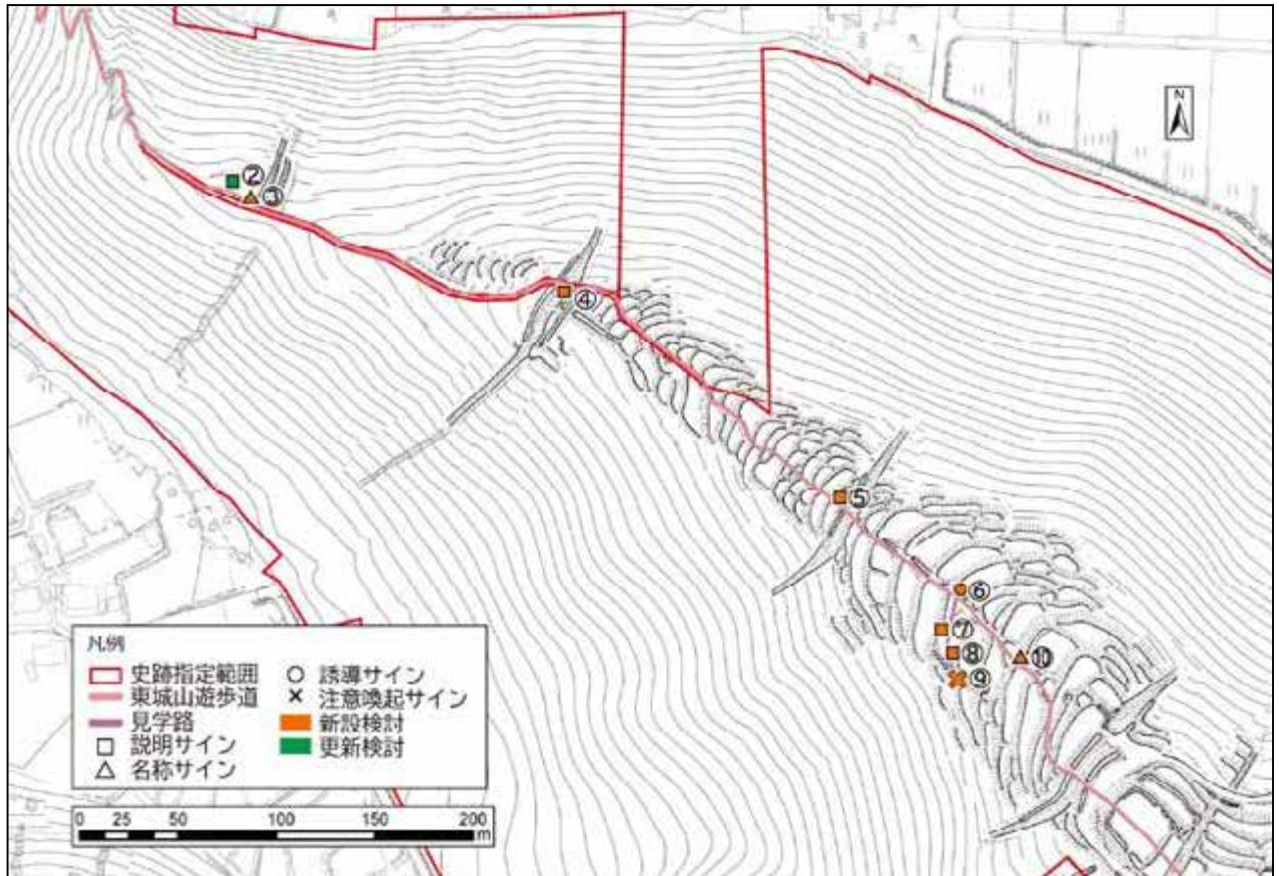 N
②
③
④
⑤
⑥
⑦
⑧
⑩
⑨
凡例
史跡指定範囲
東城山遊歩道
見学路
説明サイン
名称サイン
誘導サイン
注意喚起サイン
新設検討
更新検討
0 25 50 100 150 200
m